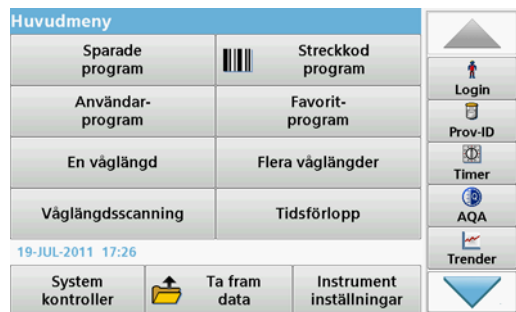 Huvudmeny
Sparade
program
Streckkod
program
Användar-
program
Favorit-
program
En våglängd
Flera våglängder
Våglängdsscanning
Tidsförlopp
19-JUL-2011 17:26
System
kontroller
Ta fram
data
Instrument
inställningar
Login
Prov-ID
Timer
AQA
Trender